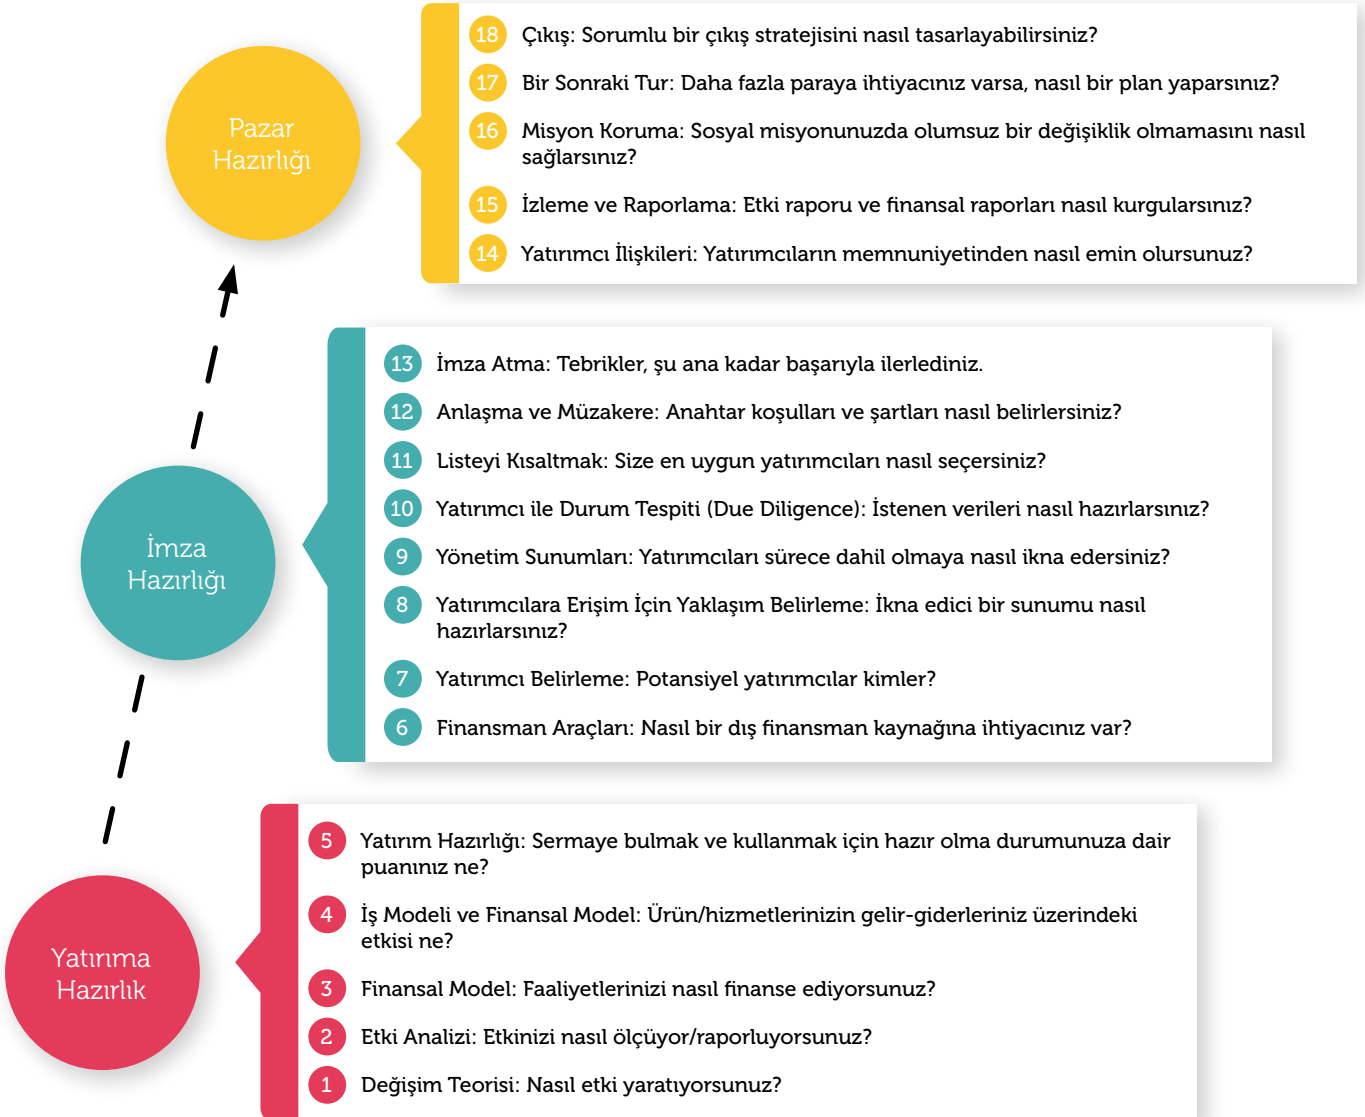 Pazar
Hazırlığı
18 Çıkış: Sorumlu bir çıkış stratejisini nasıl tasarlayabilirsiniz?
17 Bir Sonraki Tur: Daha fazla paraya ihtiyacınız varsa, nasıl bir plan yaparsınız?
16 Misyon Koruma: Sosyal misyonunuzda olumsuz bir değişiklik olmamasını nasıl
sağlarsınız?
15 İzleme ve Raporlama: Etki raporu ve finansal raporları nasıl kurgularsınız?
14 Yatırımcı İlişkileri: Yatırımcıların memnuniyetinden nasıl emin olursunuz?
İmza
Hazırlığı
13 İmza Atma: Tebrikler, şu ana kadar başarıyla ilerlediniz.
12 Anlaşma ve Müzakere: Anahtar koşulları ve şartları nasıl belirlersiniz?
11 Listeyi Kısaltmak: Size en uygun yatırımcıları nasıl seçersiniz?
10 Yatırımcı ile Durum Tespiti (Due Diligence): İstenen verileri nasıl hazırlarsınız?
9 Yönetim Sunumları: Yatırımcıları sürece dahil olmaya nasıl ikna edersiniz?
8 Yatırımcılara Erişim İçin Yaklaşım Belirleme: İkna edici bir sunumu nasıl
hazırlarsınız?
7 Yatırımcı Belirleme: Potansiyel yatırımcılar kimler?
6 Finansman Araçları: Nasıl bir dış finansman kaynağına ihtiyacınız var?
Yatırıma
Hazırlık
5 Yatırım Hazırlığı: Sermaye bulmak ve kullanmak için hazır olma durumunuza dair
puanınız ne?
4 İş Modeli ve Finansal Model: Ürün/hizmetlerinizin gelir-giderleriniz üzerindeki
etkisi ne?
3 Finansal Model: Faaliyetlerinizi nasıl finanse ediyorsunuz?
2 Etki Analizi: Etkinizi nasıl ölçüyor/raporluyorsunuz?
1 Değişim Teorisi: Nasıl etki yaratıyorsunuz?